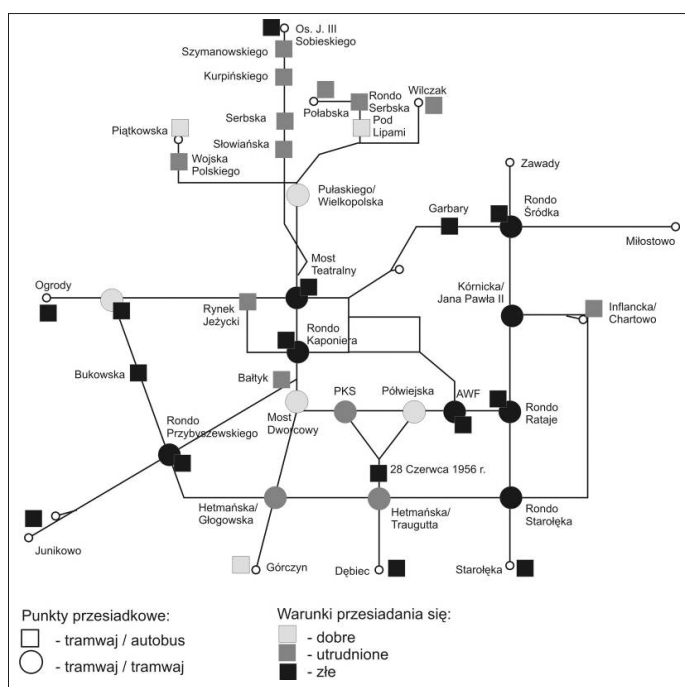 Os. J. III
Sobieskiego
Szymanowskiego
Kurpińskiego
Serbska
Słowiańska
Rondo
Serbska
Wilczak
Połabska
Pod
Lipami
Piątkowska
Wojska
Polskiego
Zawady
Pułaskiego/
Wielkopolska
Garbary
Rondo
Śródka
Miłostowo
Most
Teatralny
Ogrody
Kórnicka/
Jana Pawła II
Rynek
Jeżycki
Inflancka/
Chartowo
Rondo
Kaponiera
Bukowska
Bałtyk
PKS
Półwiejska
AWF
Rondo
Przybyszewskiego
Most
Dworcowy
Rondo
Rataje
28 Czerwca 1956 r.
Hetmańska/
Głogowska
Hetmańska/
Traugutta
Rondo
Starołęka
Junikowo
Górczyn
Dębiec
Starołęka
Punkty przesiadkowe:
- tramwaj / autobus
- tramwaj / tramwaj
Warunki przesiadania się:
- dobre
- utrudnione
- złe